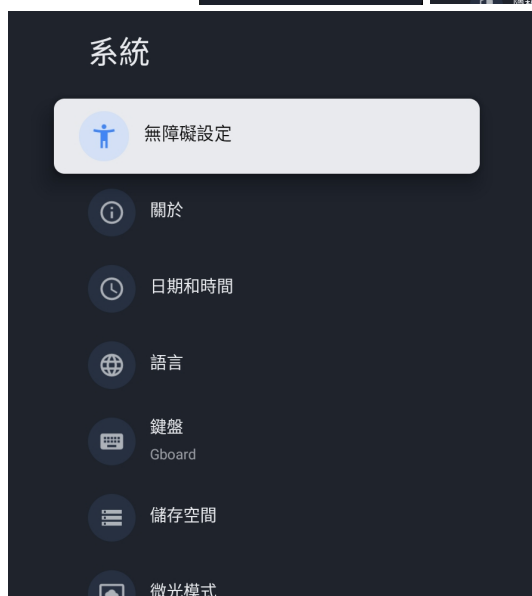 系統
無障礙設定
關於
日期和時間
語言
鍵盤
Gboard
儲存空間
微光模式